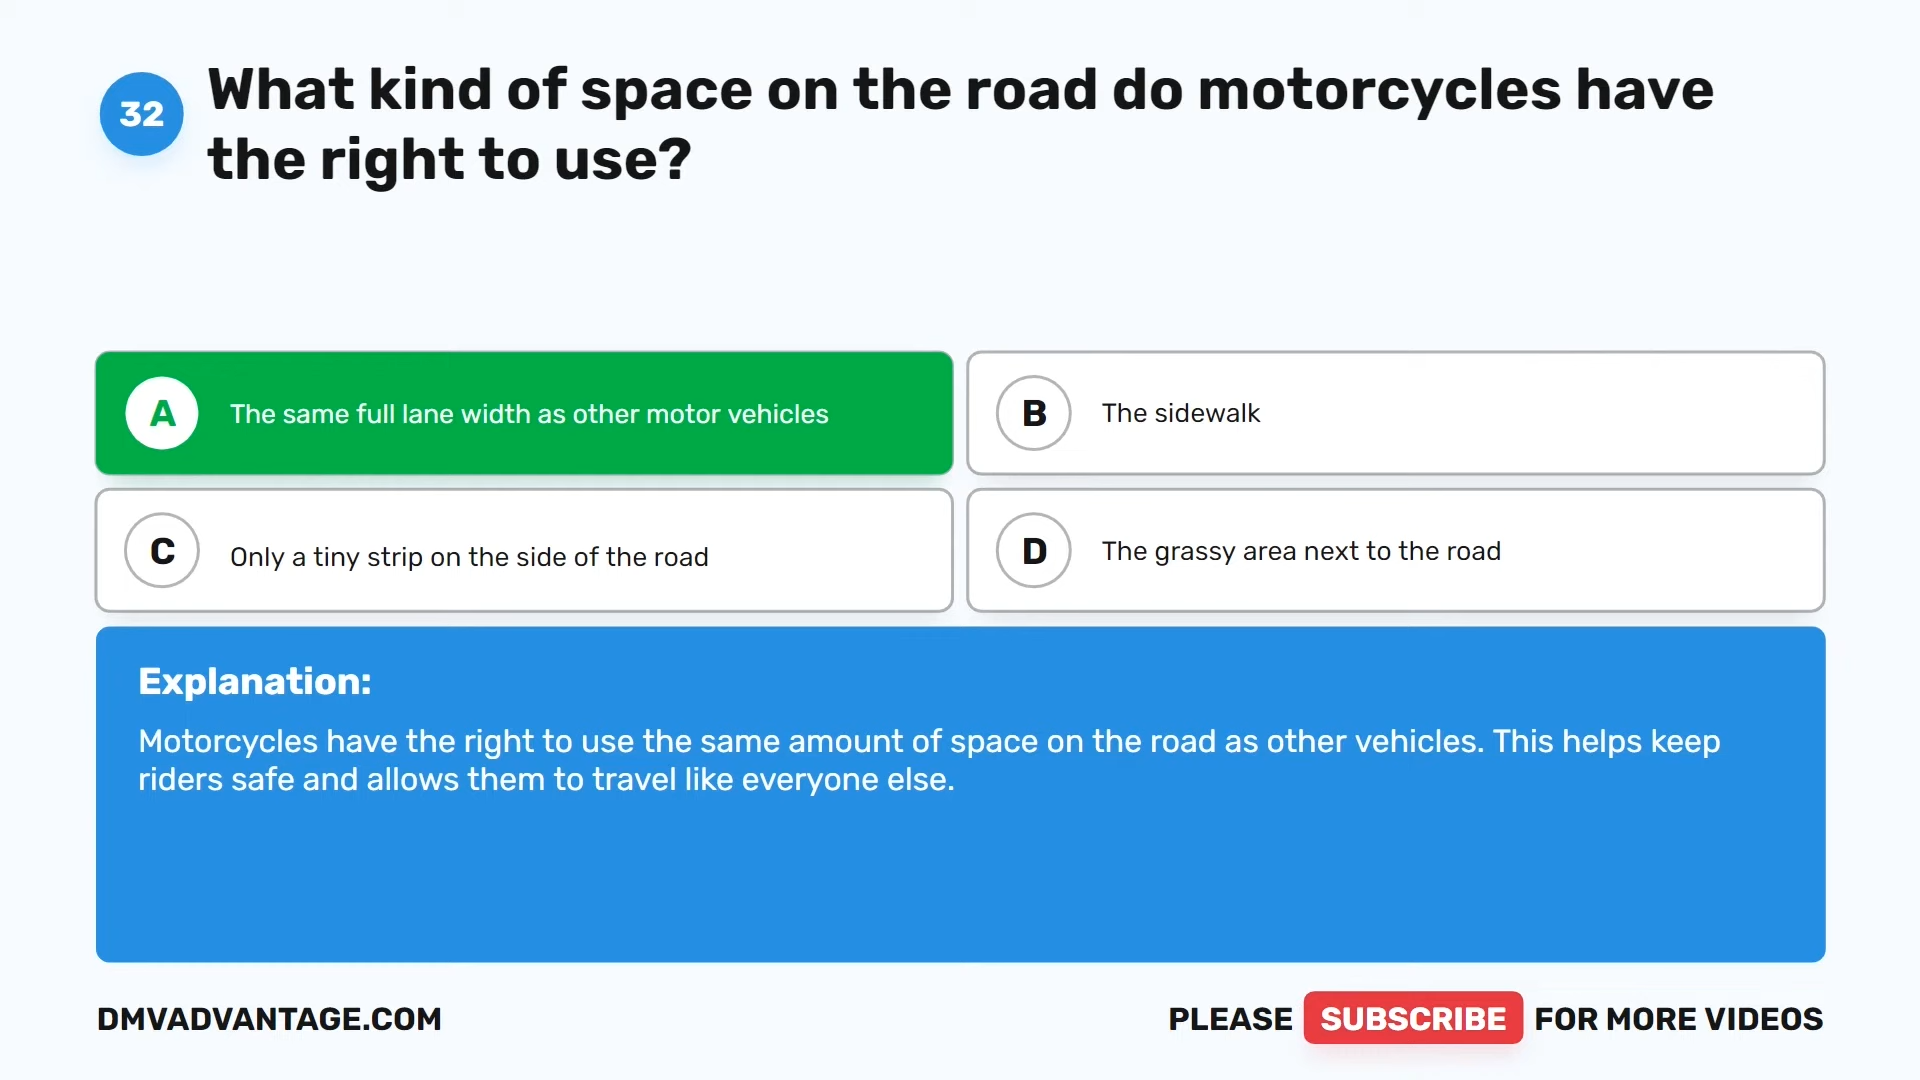 32
What kind of space on the road do motorcycles have
the right to use?
A
The same full lane width as other motor vehicles
B
The sidewalk
C
Only a tiny strip on the side of the road
D
The grassy area next to the road
Explanation:
Motorcycles have the right to use the same amount of space on the road as other vehicles. This helps keep
riders safe and allows them to travel like everyone else.
DMVADVANTAGE.COM
PLEASE SUBSCRIBE FOR MORE VIDEOS